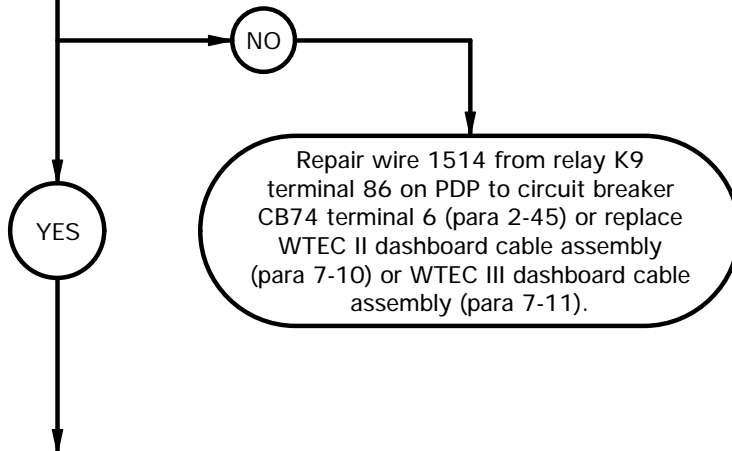 NO
Repair wire 1514 from relay K9
terminal 86 on PDP to circuit breaker
CB74 terminal 6 (para 2-45) or replace
WTEC II dashboard cable assembly
(para 7-10) or WTEC III dashboard cable
assembly (para 7-11).
YES